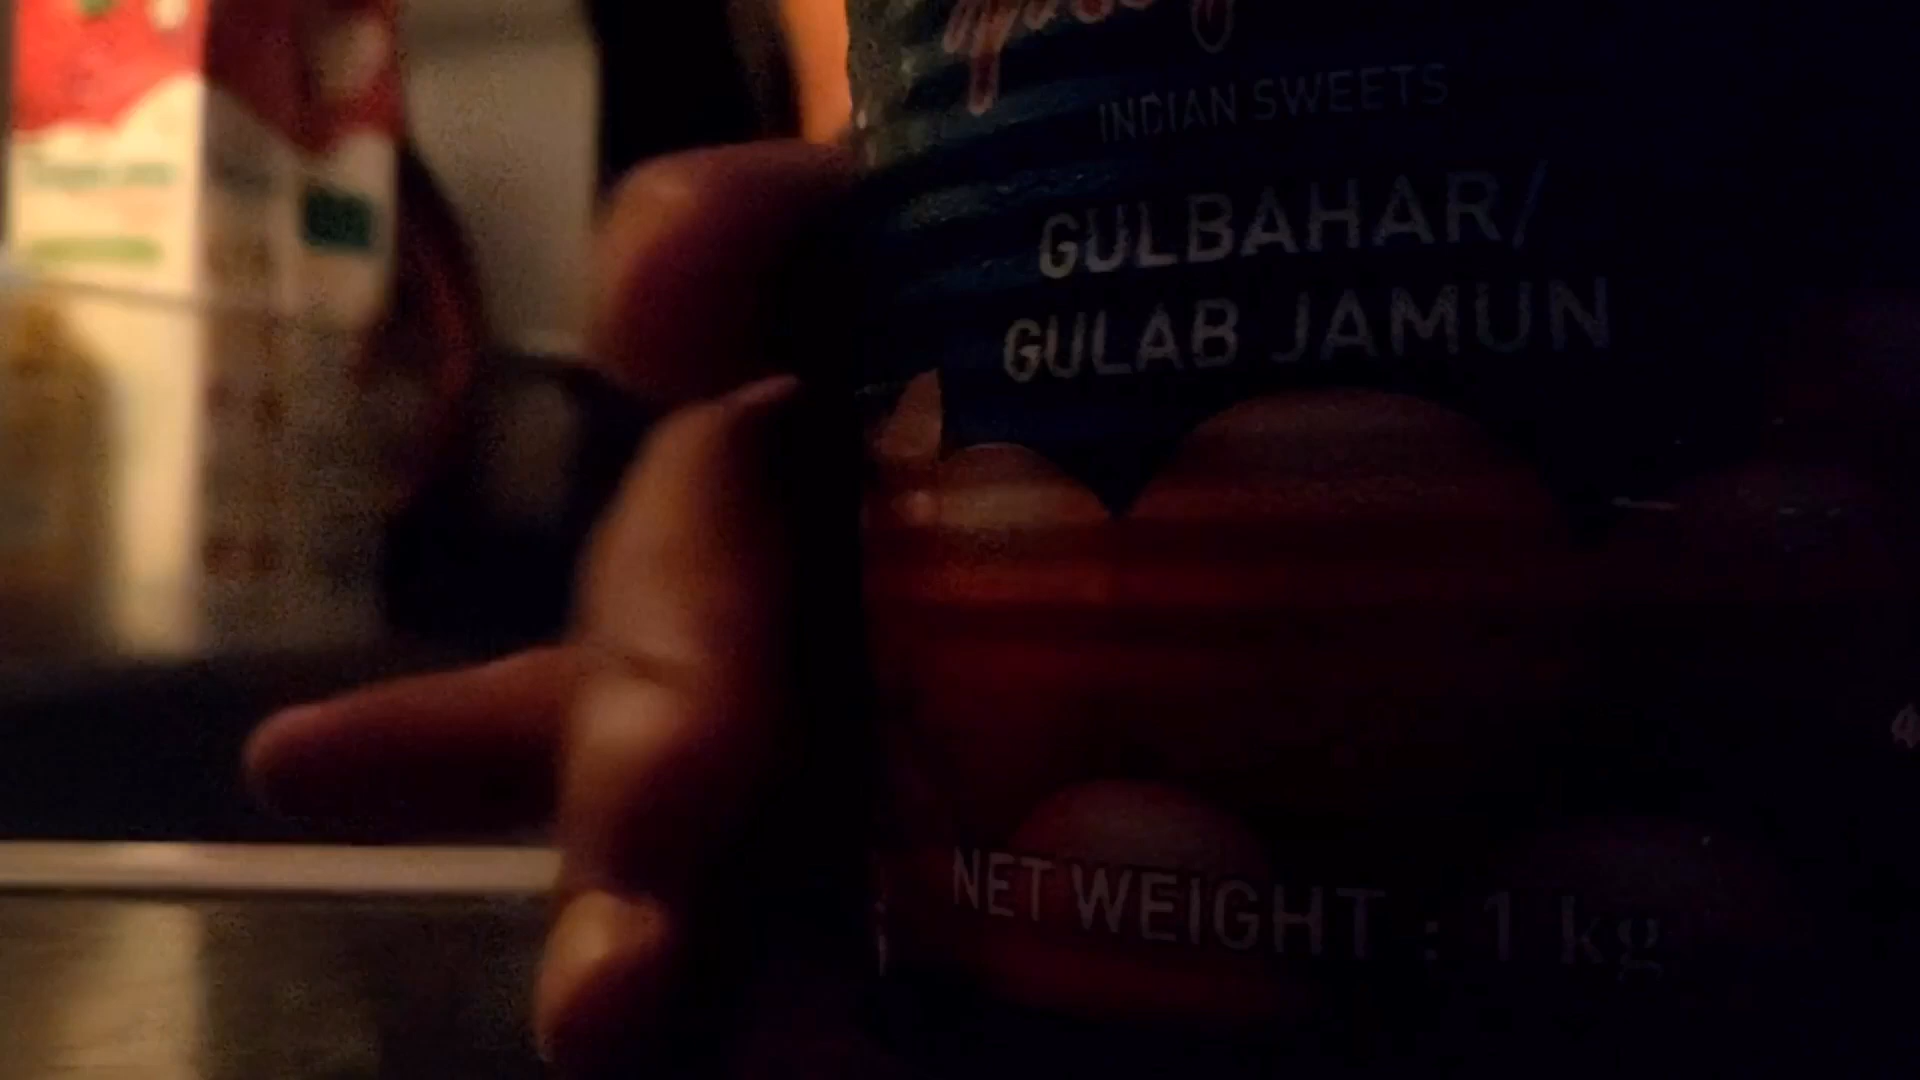 INDIAN SWEETS
GULBAHAR/
GULAB JAMUN
NET WEIGHT : 1 kg